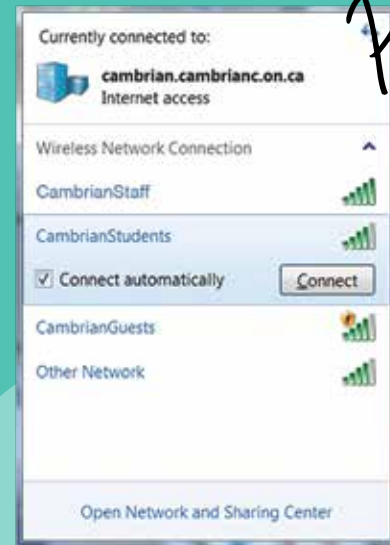 Currently connected to:
cambrian.cambrianc.on.ca
Internet access
Wireless Network Connection
CambrianStaff
CambrianStudents
Connect automatically Connect
CambrianGuests
Other Network
Open Network and Sharing Center